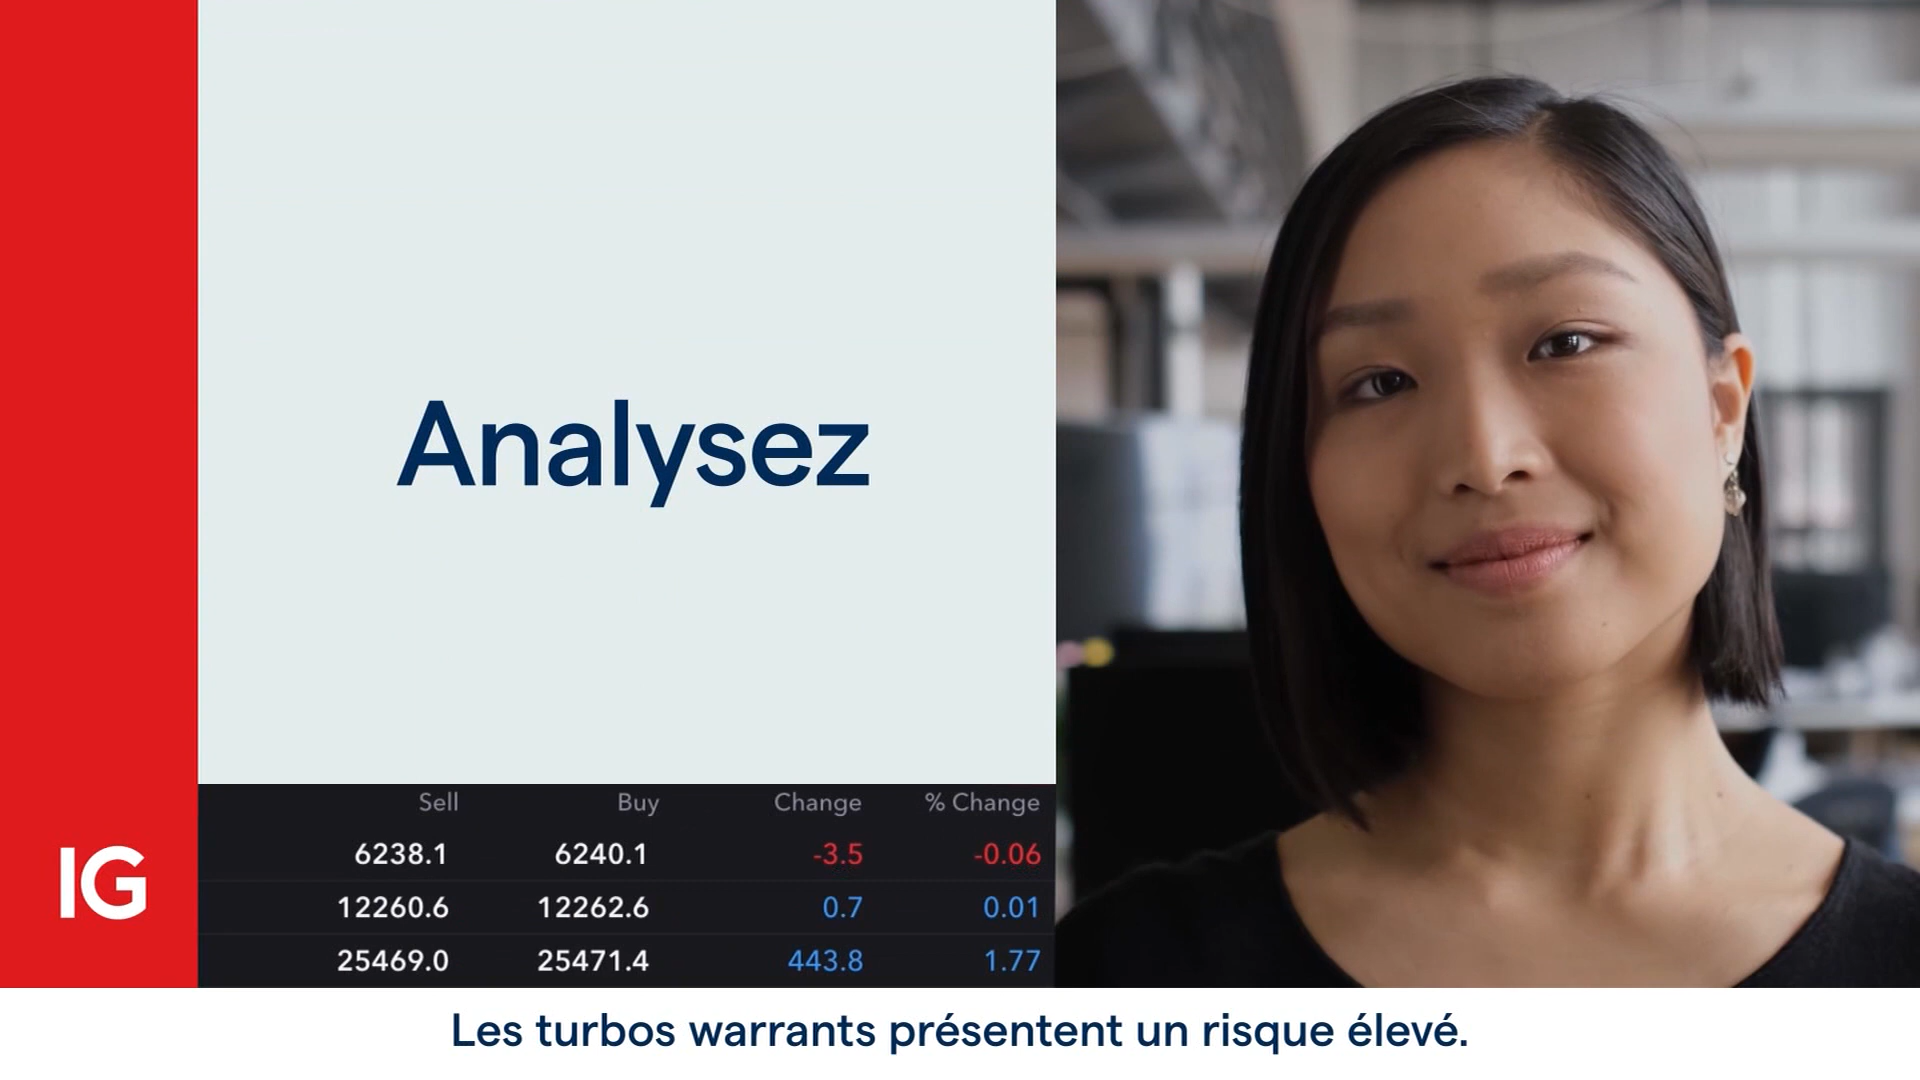 Analysez
Sell Buy Change % Change
6238.1 6240.1 -3.5 -0.06
12260.6 12262.6 0.7 0.01
25469.0 25471.4 443.8 1.77
IG
Les turbos warrants présentent un risque élevé.